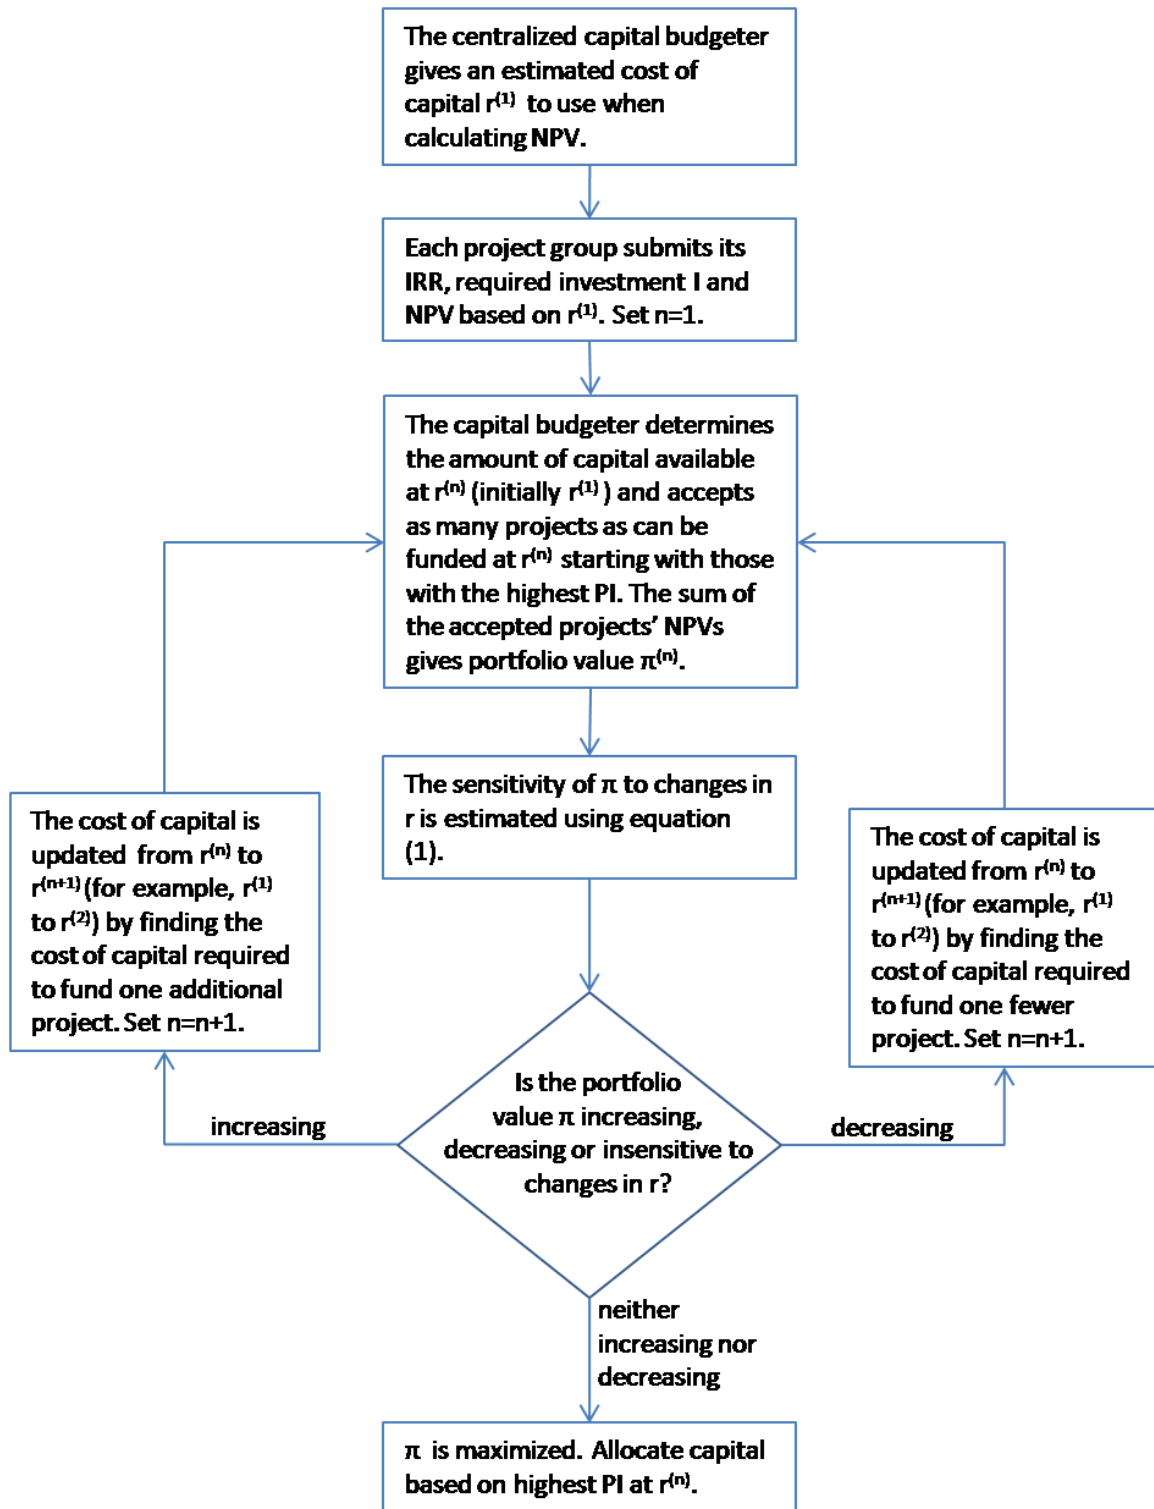 The centralized capital budgeter
gives an estimated cost of
capital r⁽¹⁾ to use when
calculating NPV.
Each project group submits its
IRR, required investment I and
NPV based on r⁽¹⁾. Set n=1.
The capital budgeter determines
the amount of capital available
at r⁽ⁿ⁾ (initially r⁽¹⁾ ) and accepts
as many projects as can be
funded at r⁽ⁿ⁾ starting with those
with the highest PI. The sum of
the accepted projects’ NPVs
gives portfolio value π⁽ⁿ⁾.
The sensitivity of π to changes in
r is estimated using equation
(1).
The cost of capital is
updated from r⁽ⁿ⁾ to
r⁽ⁿ⁺¹⁾ (for example, r⁽¹⁾
to r⁽²⁾) by finding the
cost of capital required
to fund one additional
project. Set n=n+1.
The cost of capital is
updated from r⁽ⁿ⁾ to
r⁽ⁿ⁺¹⁾ (for example, r⁽¹⁾
to r⁽²⁾) by finding the
cost of capital required
to fund one fewer
project. Set n=n+1.
Is the portfolio
value π increasing,
decreasing or insensitive to
changes in r?
increasing
decreasing
neither
increasing nor
decreasing
π is maximized. Allocate capital
based on highest PI at r⁽ⁿ⁾.